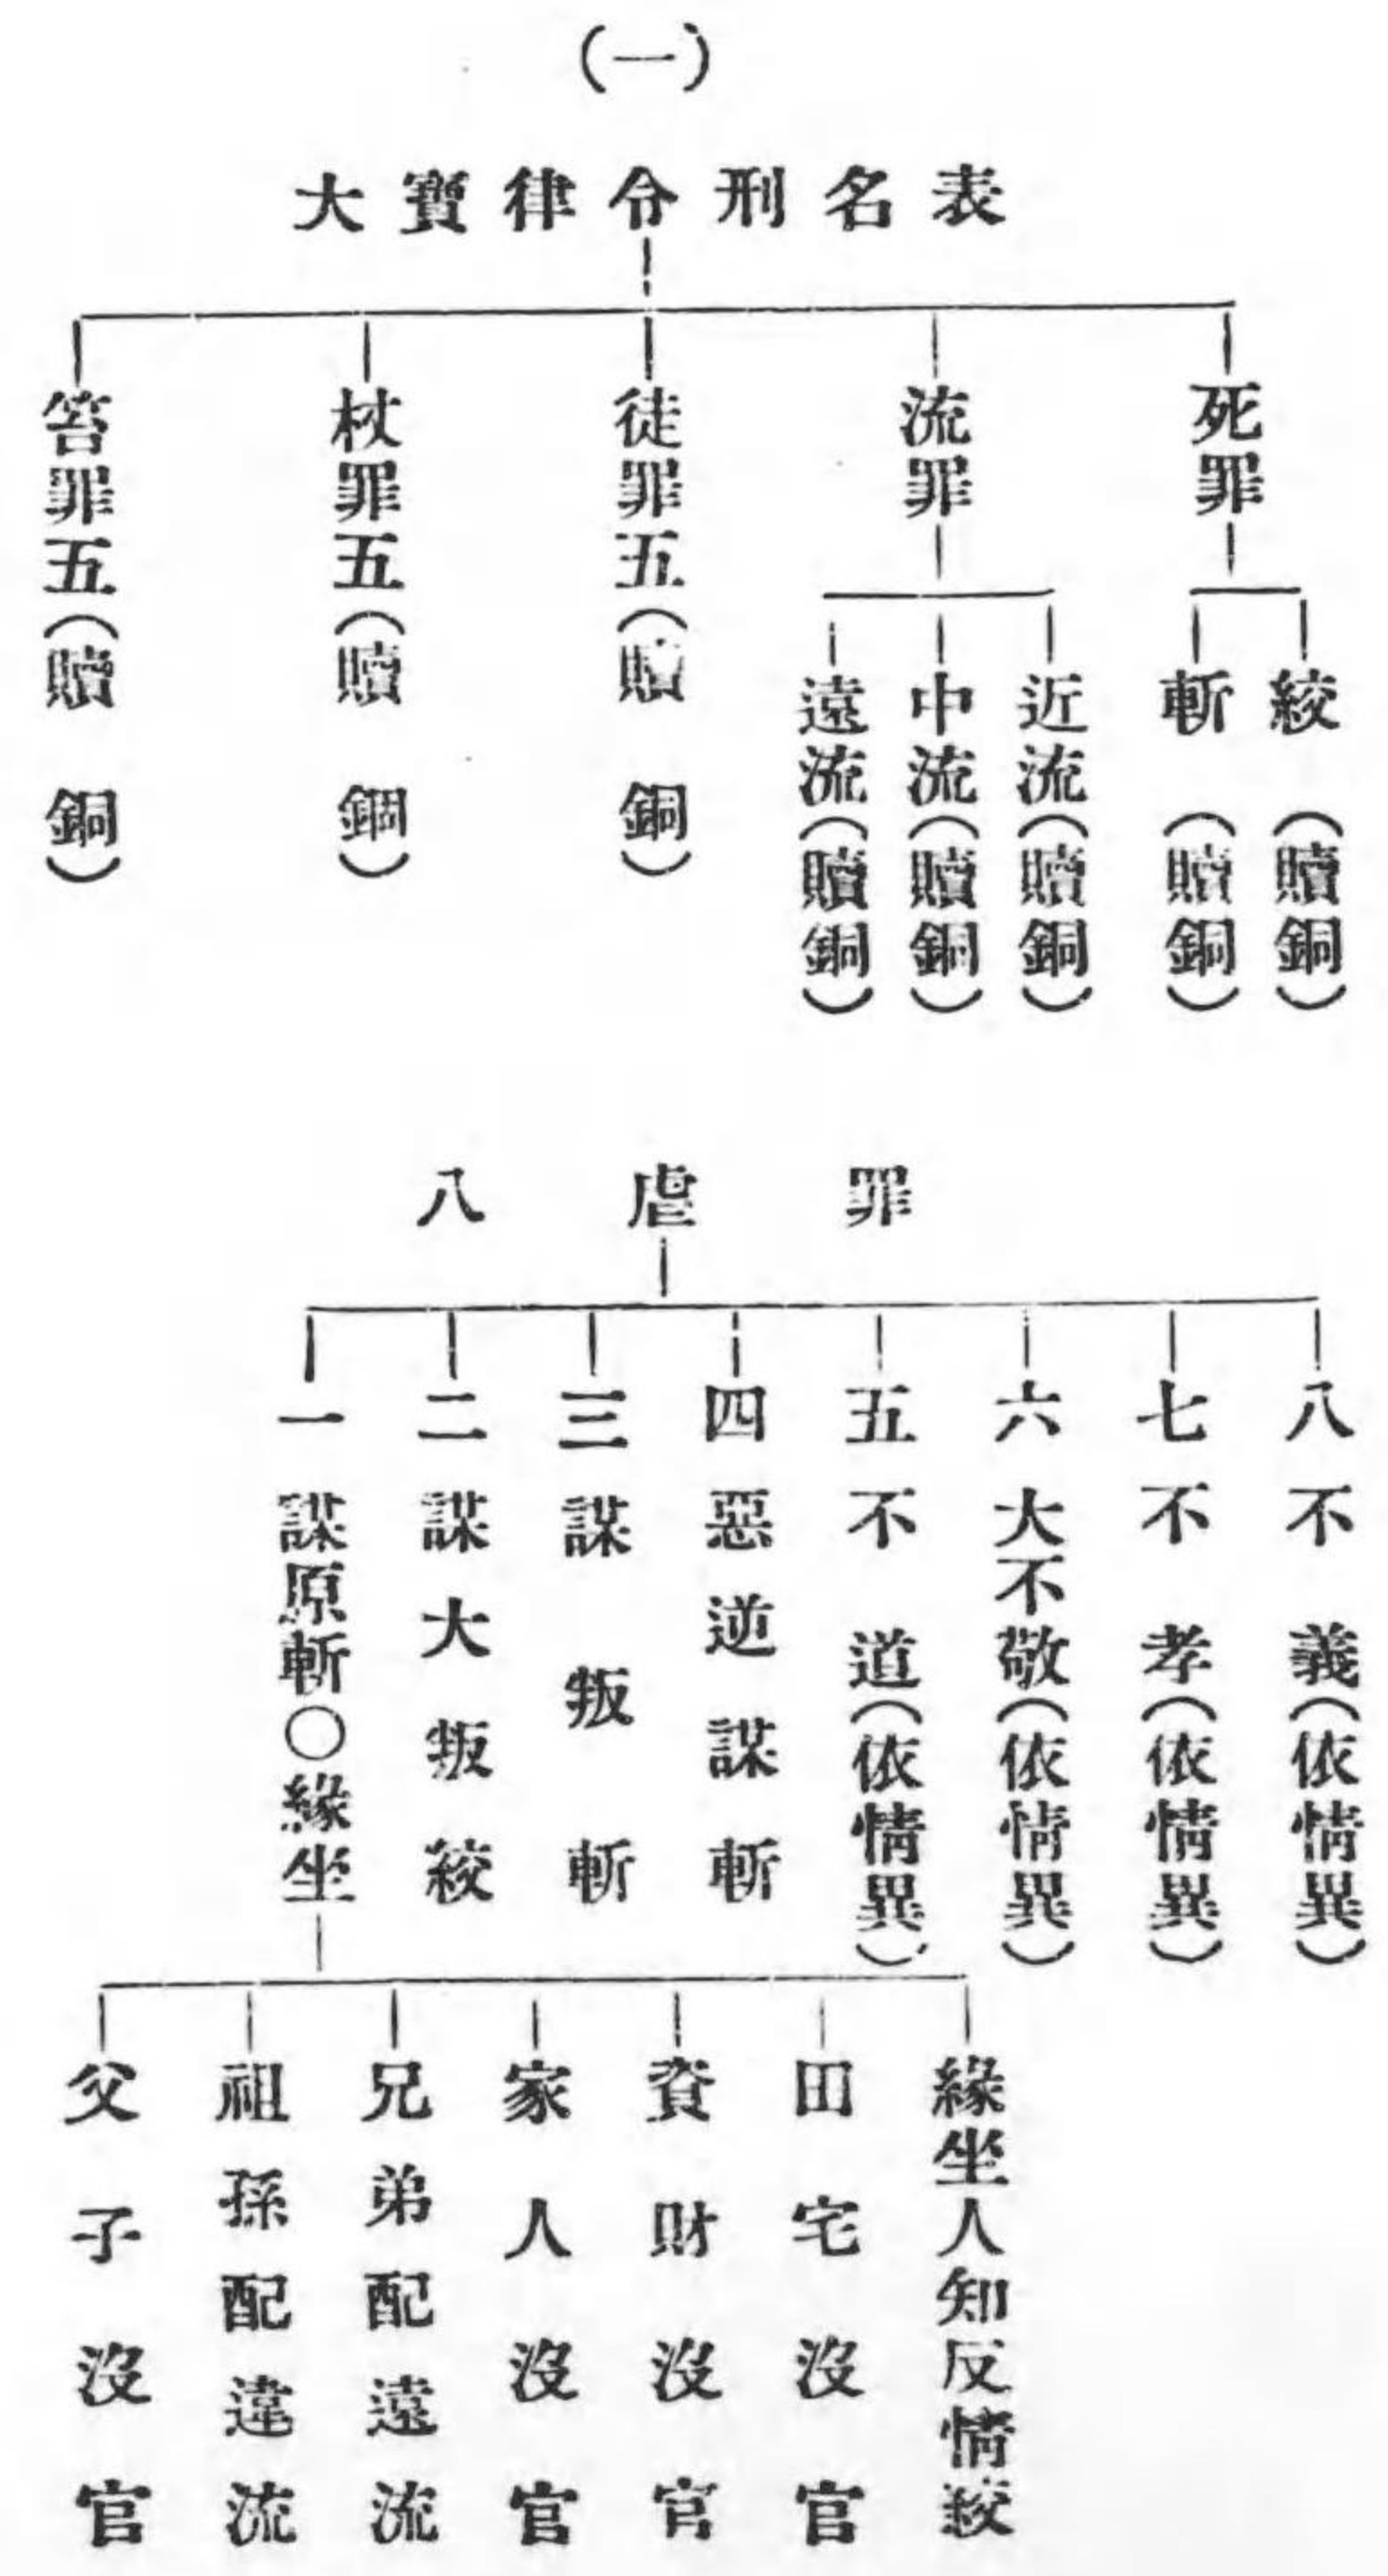 (一)
大寶律令刑名表
笞罪五(贖銅)
杖罪五(贖銅)
徒罪五(贖銅)
流罪
遠流(贖銅)
中流(贖銅)
近流(贖銅)
死罪
斬(贖銅)
絞(贖銅)
八虐罪
一 謀原斬〇緣坐
二 謀大叛絞
三 謀叛斬
四 惡逆謀斬
五 不道(依情異)
六 大不敬(依情異)
七 不孝(依情異)
八 不義(依情異)
父子沒官
祖孫配違流
兄弟配遠流
家人沒官
資財沒官
田宅沒官
緣坐人知反情絞